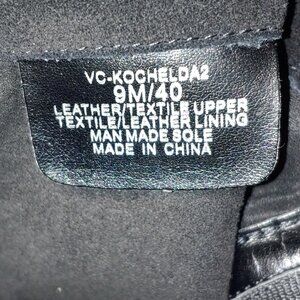 VC-KOCHELDA2
9M/40
LEATHER/TEXTILE UPPER
TEXTILE/LEATHER LINING
MAN MADE SOLE
MADE IN CHINA